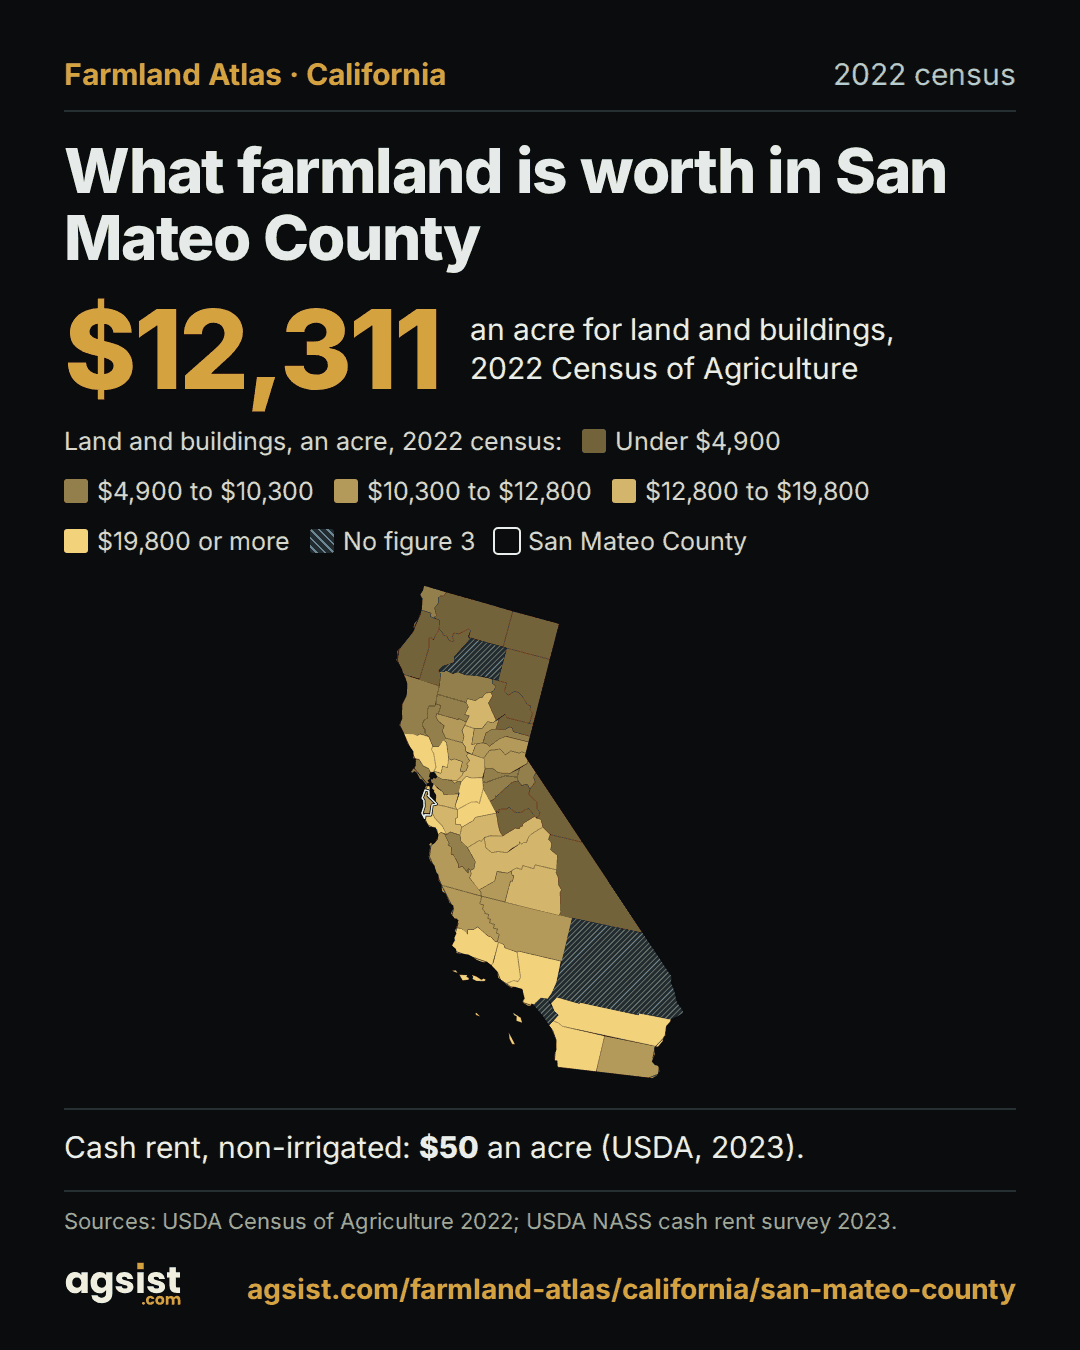 Farmland Atlas · California
2022 census
What farmland is worth in San
Mateo County
$12,311
an acre for land and buildings,
2022 Census of Agriculture
Land and buildings, an acre, 2022 census: Under $4,900
$4,900 to $10,300 $10,300 to $12,800 $12,800 to $19,800
$19,800 or more No figure 3 San Mateo County
Cash rent, non-irrigated: $50 an acre (USDA, 2023).
Sources: USDA Census of Agriculture 2022; USDA NASS cash rent survey 2023.
agsist
.com
agsist.com/farmland-atlas/california/san-mateo-county